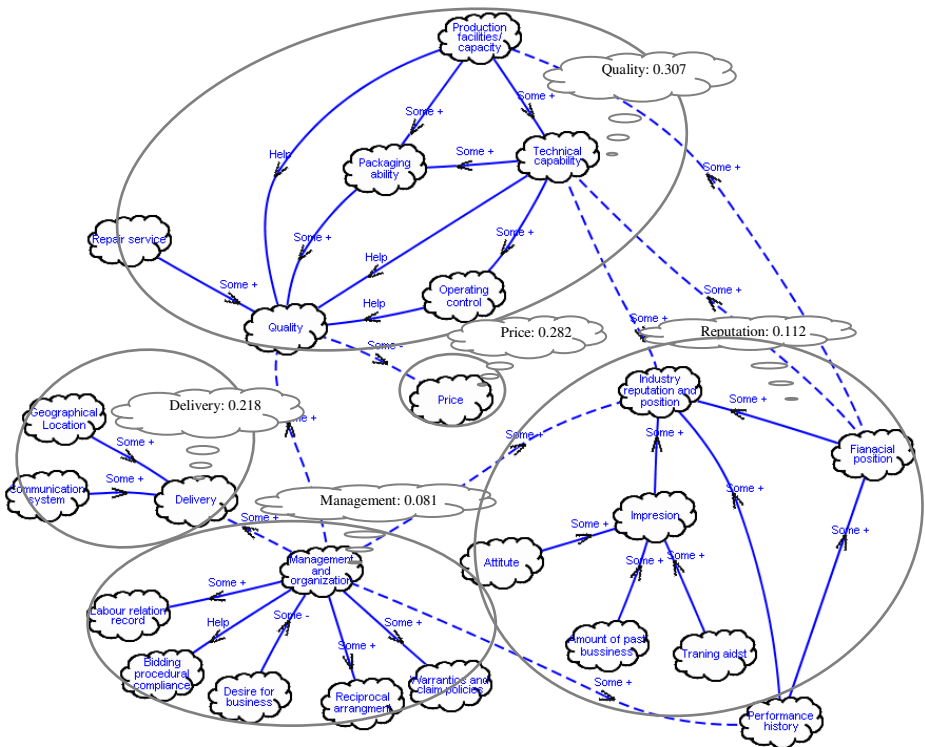 Production
facilities/
capacity
Quality: 0.307
Some +
Some +
Some +
Help
Packaging
ability
Some +
Technical
capability
Repair service
Some +
Some +
Help
Some +
Some +
Operating
control
Help
Some +
Quality
Some -
Price: 0.282
Some +
Reputation: 0.112
Price
Industry
reputation and
position
Some +
Geographical
Location
Delivery: 0.218
Some +
Some +
Some +
Fianacial
position
Some +
Communication
system
Some +
Delivery
Management: 0.081
Some +
Some +
Impresion
Some +
Some +
Management
and
organization
Attitute
Some +
Some +
Some +
Labour relation
record
Help
Some -
Some +
Some +
Amount of past
bussiness
Traning aidst
Bidding
procedural
compliance
Desire for
business
Reciprocal
arrangment
Warrantics and
claim policies
Some +
Performance
history